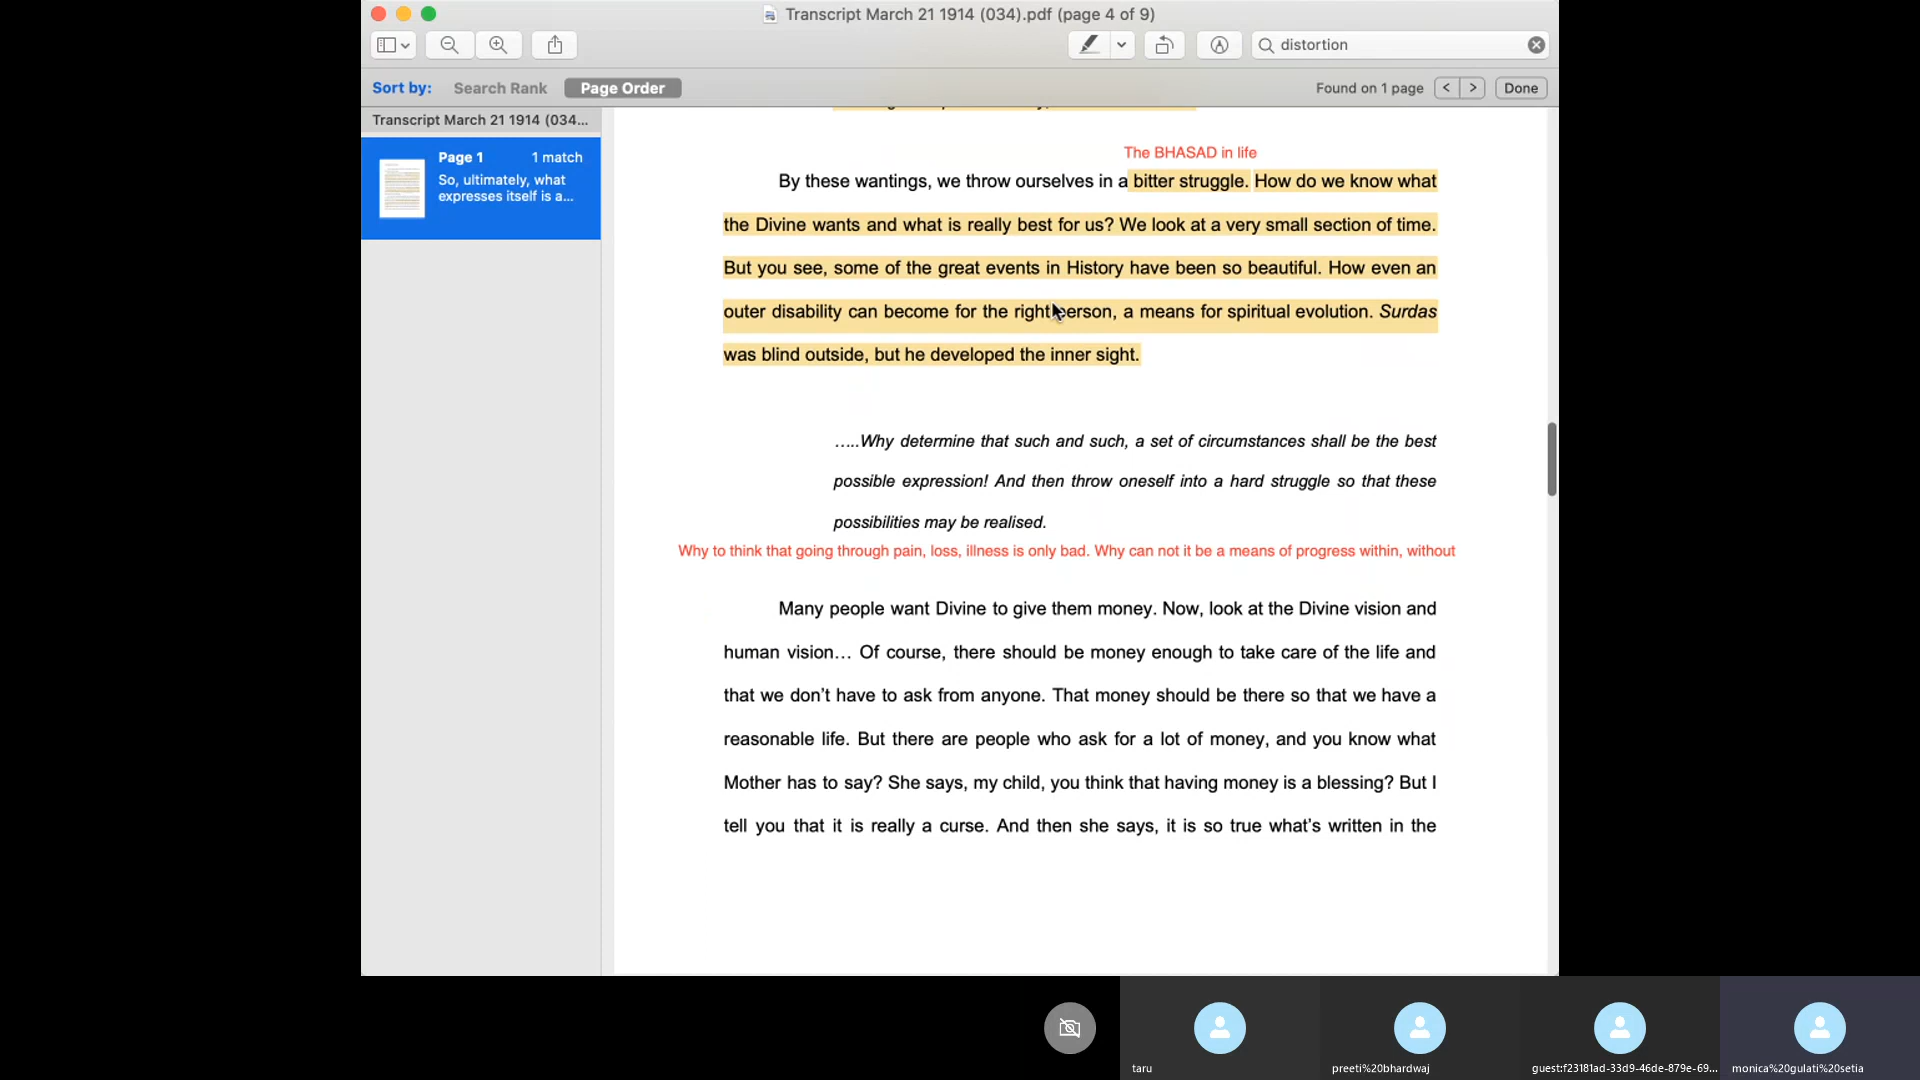 Transcript March 21 1914 (034).pdf (page 4 of 9)
distortion
Sort by:
Search Rank
Page Order
Found on 1 page
<
>
Done
Transcript March 21 1914 (034...
Page 1
1 match
So, ultimately, what
expresses itself is a...
The BHASAD in life
By these wantings, we throw ourselves in a bitter struggle. How do we know what
the Divine wants and what is really best for us? We look at a very small section of time.
But you see, some of the great events in History have been so beautiful. How even an
outer disability can become for the right person, a means for spiritual evolution. Surdas
was blind outside, but he developed the inner sight.
…..Why determine that such and such, a set of circumstances shall be the best
possible expression! And then throw oneself into a hard struggle so that these
possibilities may be realised.
Why to think that going through pain, loss, illness is only bad. Why can not it be a means of progress within, without
Many people want Divine to give them money. Now, look at the Divine vision and
human vision… Of course, there should be money enough to take care of the life and
that we don’t have to ask from anyone. That money should be there so that we have a
reasonable life. But there are people who ask for a lot of money, and you know what
Mother has to say? She says, my child, you think that having money is a blessing? But I
tell you that it is really a curse. And then she says, it is so true what’s written in the
taru
preeti%20bhardwaj
guest:f23181ad-33d9-46de-879e-69...
monica%20gulati%20setia